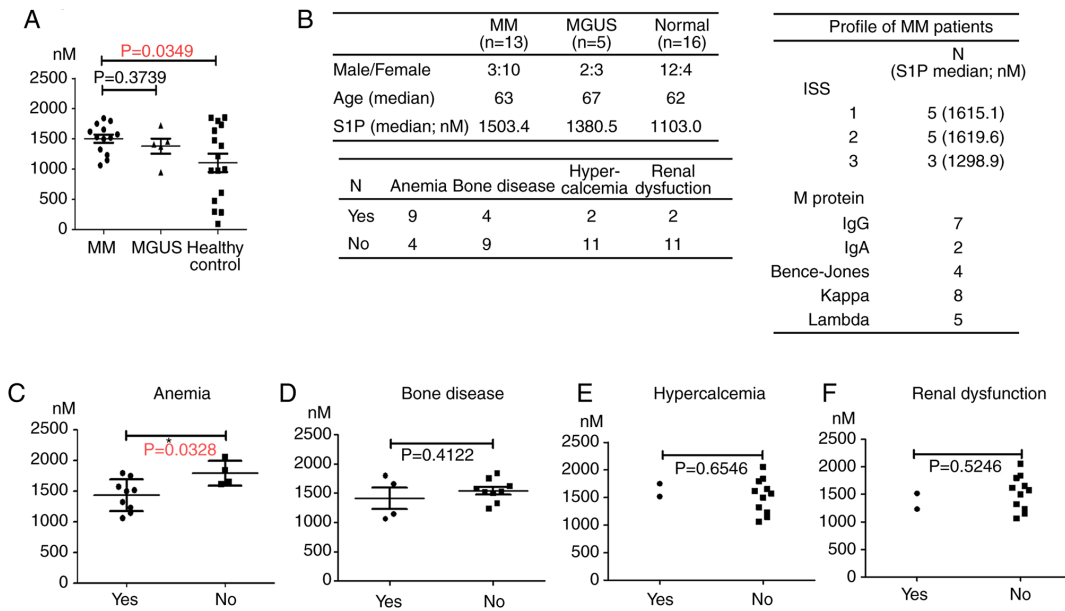 A
nM
P=0.0349
P=0.3739
2500
2000
1500
1000
500
0
MM MGUS Healthy
control
B
MM MGUS Normal
(n=13) (n=5) (n=16)
Male/Female 3:10 2:3 12:4
Age (median) 63 67 62
S1P (median; nM) 1503.4 1380.5 1103.0
N Anemia Bone disease Hyper-
calcemia Renal
dysfuction
Yes 9 4 2 2
No 4 9 11 11
Profile of MM patients
N
(S1P median; nM)
ISS
1 5 (1615.1)
2 5 (1619.6)
3 3 (1298.9)
M protein
IgG 7
IgA 2
Bence-Jones 4
Kappa 8
Lambda 5
C Anemia
nM
2500
2000
1500
1000
500
0
★
P=0.0328
Yes No
D Bone disease
nM
2500
2000
1500
1000
500
0
P=0.4122
Yes No
E Hypercalcemia
nM
2500
2000
1500
1000
500
0
P=0.6546
Yes No
F Renal dysfunction
nM
2500
2000
1500
1000
500
0
P=0.5246
Yes No